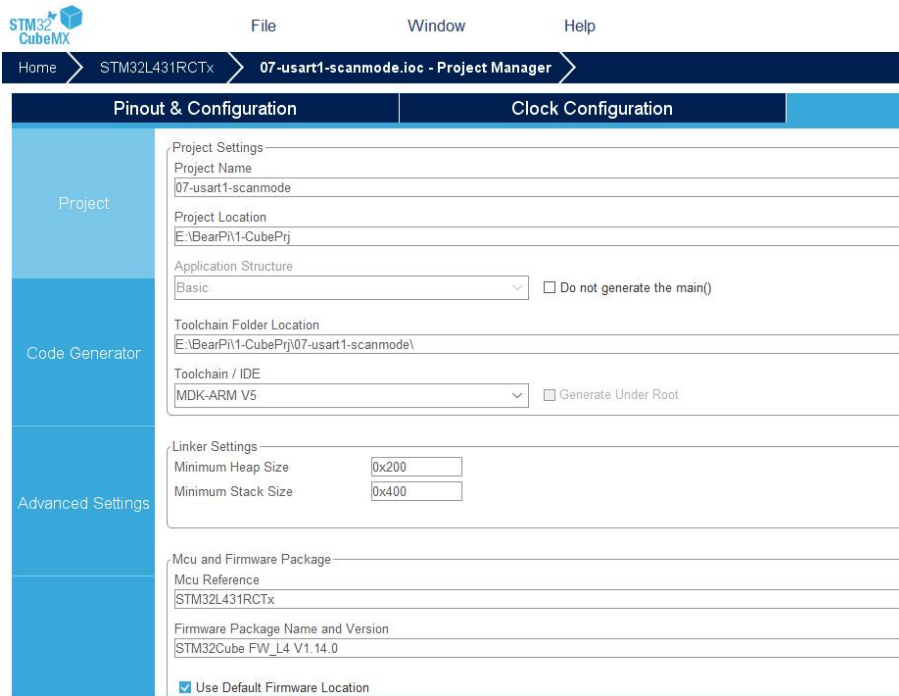 STM32
CubeMX
File
Window
Help
Home
STM32L431RCTx
07-usart1-scanmode.ioc - Project Manager
Pinout & Configuration
Clock Configuration
Project
Code Generator
Advanced Settings
Project Settings
Project Name
07-usart1-scanmode
Project Location
E:\BearPi\1-CubePrj
Application Structure
Basic
Do not generate the main()
Toolchain Folder Location
E:\BearPi\1-CubePrj\07-usart1-scanmode\
Toolchain / IDE
MDK-ARM V5
Generate Under Root
Linker Settings
Minimum Heap Size
0x200
Minimum Stack Size
0x400
Mcu and Firmware Package
Mcu Reference
STM32L431RCTx
Firmware Package Name and Version
STM32Cube FW_L4 V1.14.0
Use Default Firmware Location